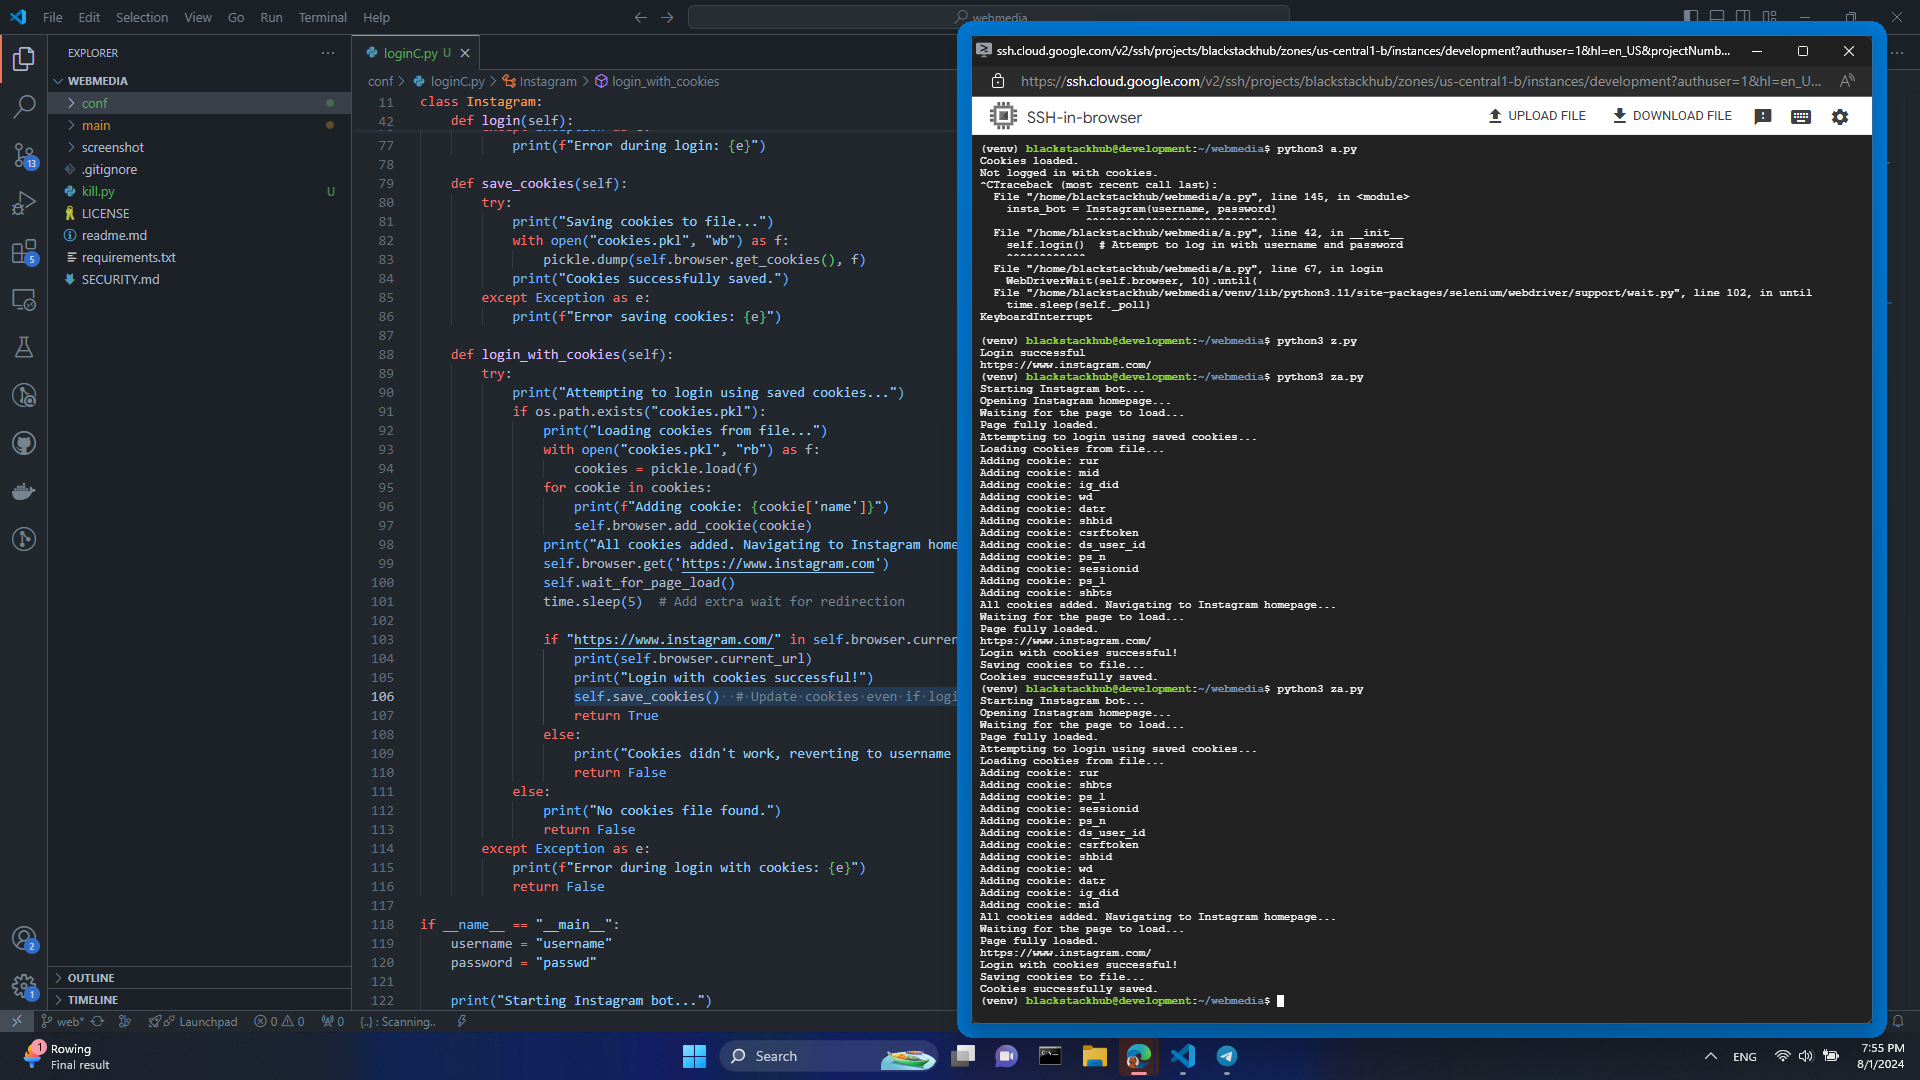 File Edit Selection View Go Run Terminal Help
webmedia
EXPLORER
WEBMEDIA
conf
main
screenshot
.gitignore
kill.py U
LICENSE
readme.md
requirements.txt
SECURITY.md
OUTLINE
TIMELINE
13
5
2
1
loginC.py U
conf > loginC.py > Instagram > login_with_cookies
11 class Instagram:
42 def login(self):
77 print(f"Error during login: {e}")
78
79 def save_cookies(self):
80 try:
81 print("Saving cookies to file...")
82 with open("cookies.pkl", "wb") as f:
83 pickle.dump(self.browser.get_cookies(), f)
84 print("Cookies successfully saved.")
85 except Exception as e:
86 print(f"Error saving cookies: {e}")
87
88 def login_with_cookies(self):
89 try:
90 print("Attempting to login using saved cookies...")
91 if os.path.exists("cookies.pkl"):
92 print("Loading cookies from file...")
93 with open("cookies.pkl", "rb") as f:
94 cookies = pickle.load(f)
95 for cookie in cookies:
96 print(f"Adding cookie: {cookie['name']}")
97 self.browser.add_cookie(cookie)
98 print("All cookies added. Navigating to Instagram home
99 self.browser.get('https://www.instagram.com')
100 self.wait_for_page_load()
101 time.sleep(5) # Add extra wait for redirection
102
103 if "https://www.instagram.com/" in self.browser.curren
104 print(self.browser.current_url)
105 print("Login with cookies successful!")
106 self.save_cookies() # Update cookies even if logi
107 return True
108 else:
109 print("Cookies didn't work, reverting to username
110 return False
111 else:
112 print("No cookies file found.")
113 return False
114 except Exception as e:
115 print(f"Error during login with cookies: {e}")
116 return False
117
118 if __name__ == "__main__":
119 username = "username"
120 password = "passwd"
121
122 print("Starting Instagram bot...")
web* Launchpad 0 0 0 {..} : Scanning..
ssh.cloud.google.com/v2/ssh/projects/blackstackhub/zones/us-central1-b/instances/development?authuser=1&hl=en_US&projectNumb...
https://ssh.cloud.google.com/v2/ssh/projects/blackstackhub/zones/us-central1-b/instances/development?authuser=1&hl=en_U...
SSH-in-browser UPLOAD FILE DOWNLOAD FILE
(venv) blackstackhub@development:~/webmedia$ python3 a.py
Cookies loaded.
Not logged in with cookies.
^CTraceback (most recent call last):
File "/home/blackstackhub/webmedia/a.py", line 145, in <module>
insta_bot = Instagram(username, password)
^^^^^^^^^^^^^^^^^^^^^^^^^^^^^
File "/home/blackstackhub/webmedia/a.py", line 42, in __init__
self.login() # Attempt to log in with username and password
^^^^^^^^^^^^
File "/home/blackstackhub/webmedia/a.py", line 67, in login
WebDriverWait(self.browser, 10).until(
File "/home/blackstackhub/webmedia/venv/lib/python3.11/site-packages/selenium/webdriver/support/wait.py", line 102, in until
time.sleep(self._poll)
KeyboardInterrupt
(venv) blackstackhub@development:~/webmedia$ python3 z.py
Login successful
https://www.instagram.com/
(venv) blackstackhub@development:~/webmedia$ python3 za.py
Starting Instagram bot...
Opening Instagram homepage...
Waiting for the page to load...
Page fully loaded.
Attempting to login using saved cookies...
Loading cookies from file...
Adding cookie: rur
Adding cookie: mid
Adding cookie: ig_did
Adding cookie: wd
Adding cookie: datr
Adding cookie: shbid
Adding cookie: csrftoken
Adding cookie: ds_user_id
Adding cookie: ps_n
Adding cookie: sessionid
Adding cookie: ps_l
Adding cookie: shbts
All cookies added. Navigating to Instagram homepage...
Waiting for the page to load...
Page fully loaded.
https://www.instagram.com/
Login with cookies successful!
Saving cookies to file...
Cookies successfully saved.
(venv) blackstackhub@development:~/webmedia$ python3 za.py
Starting Instagram bot...
Opening Instagram homepage...
Waiting for the page to load...
Page fully loaded.
Attempting to login using saved cookies...
Loading cookies from file...
Adding cookie: rur
Adding cookie: shbts
Adding cookie: ps_l
Adding cookie: sessionid
Adding cookie: ps_n
Adding cookie: ds_user_id
Adding cookie: csrftoken
Adding cookie: shbid
Adding cookie: wd
Adding cookie: datr
Adding cookie: ig_did
Adding cookie: mid
All cookies added. Navigating to Instagram homepage...
Waiting for the page to load...
Page fully loaded.
https://www.instagram.com/
Login with cookies successful!
Saving cookies to file...
Cookies successfully saved.
(venv) blackstackhub@development:~/webmedia$
1
Rowing
Final result
Search
ENG
7:55 PM
8/1/2024